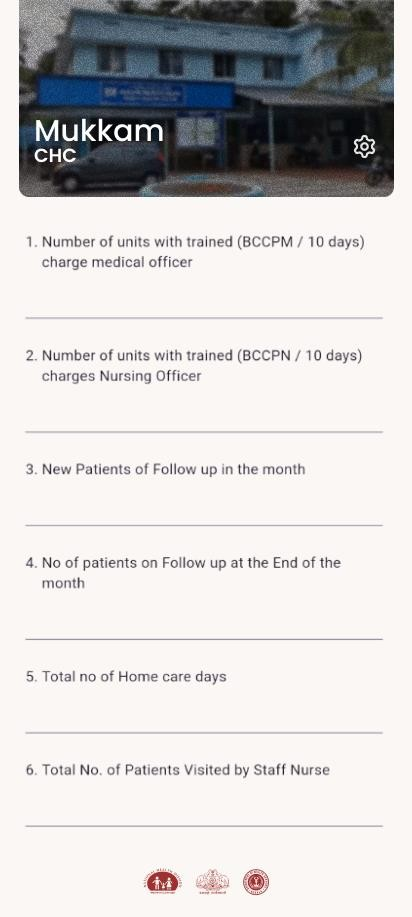 Mukkam
CHC
1. Number of units with trained (BCCPM / 10 days)
charge medical officer
2. Number of units with trained (BCCPN / 10 days)
charges Nursing Officer
3. New Patients of Follow up in the month
4. No of patients on Follow up at the End of the
month
5. Total no of Home care days
6. Total No. of Patients Visited by Staff Nurse